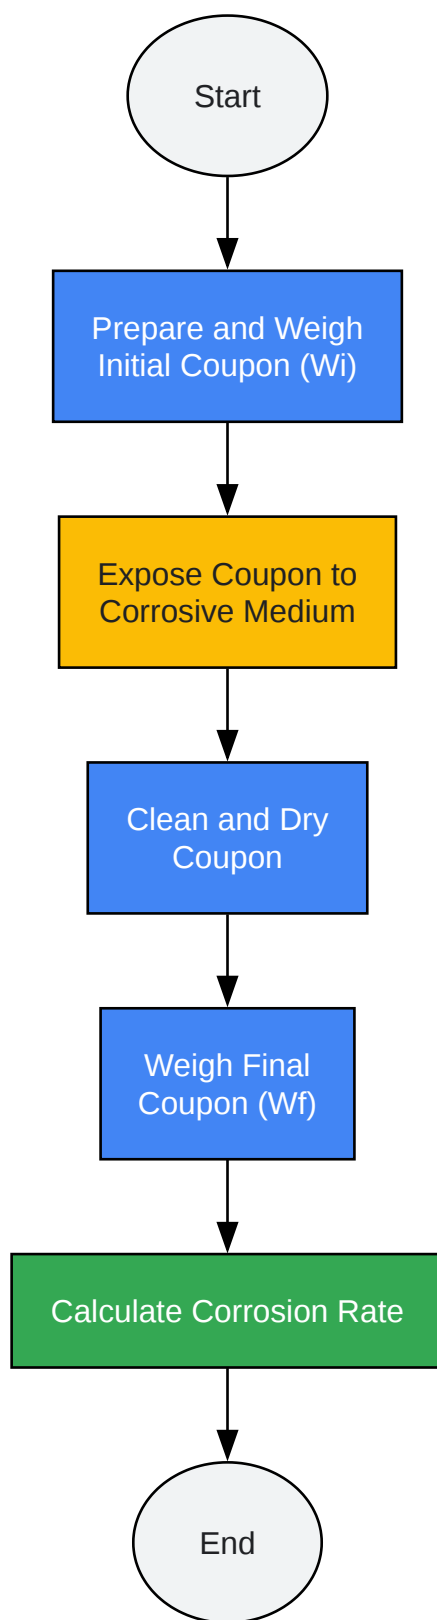 Start
Prepare and Weigh
Initial Coupon (Wi)
Expose Coupon to
Corrosive Medium
Clean and Dry
Coupon
Weigh Final
Coupon (Wf)
Calculate Corrosion Rate
End